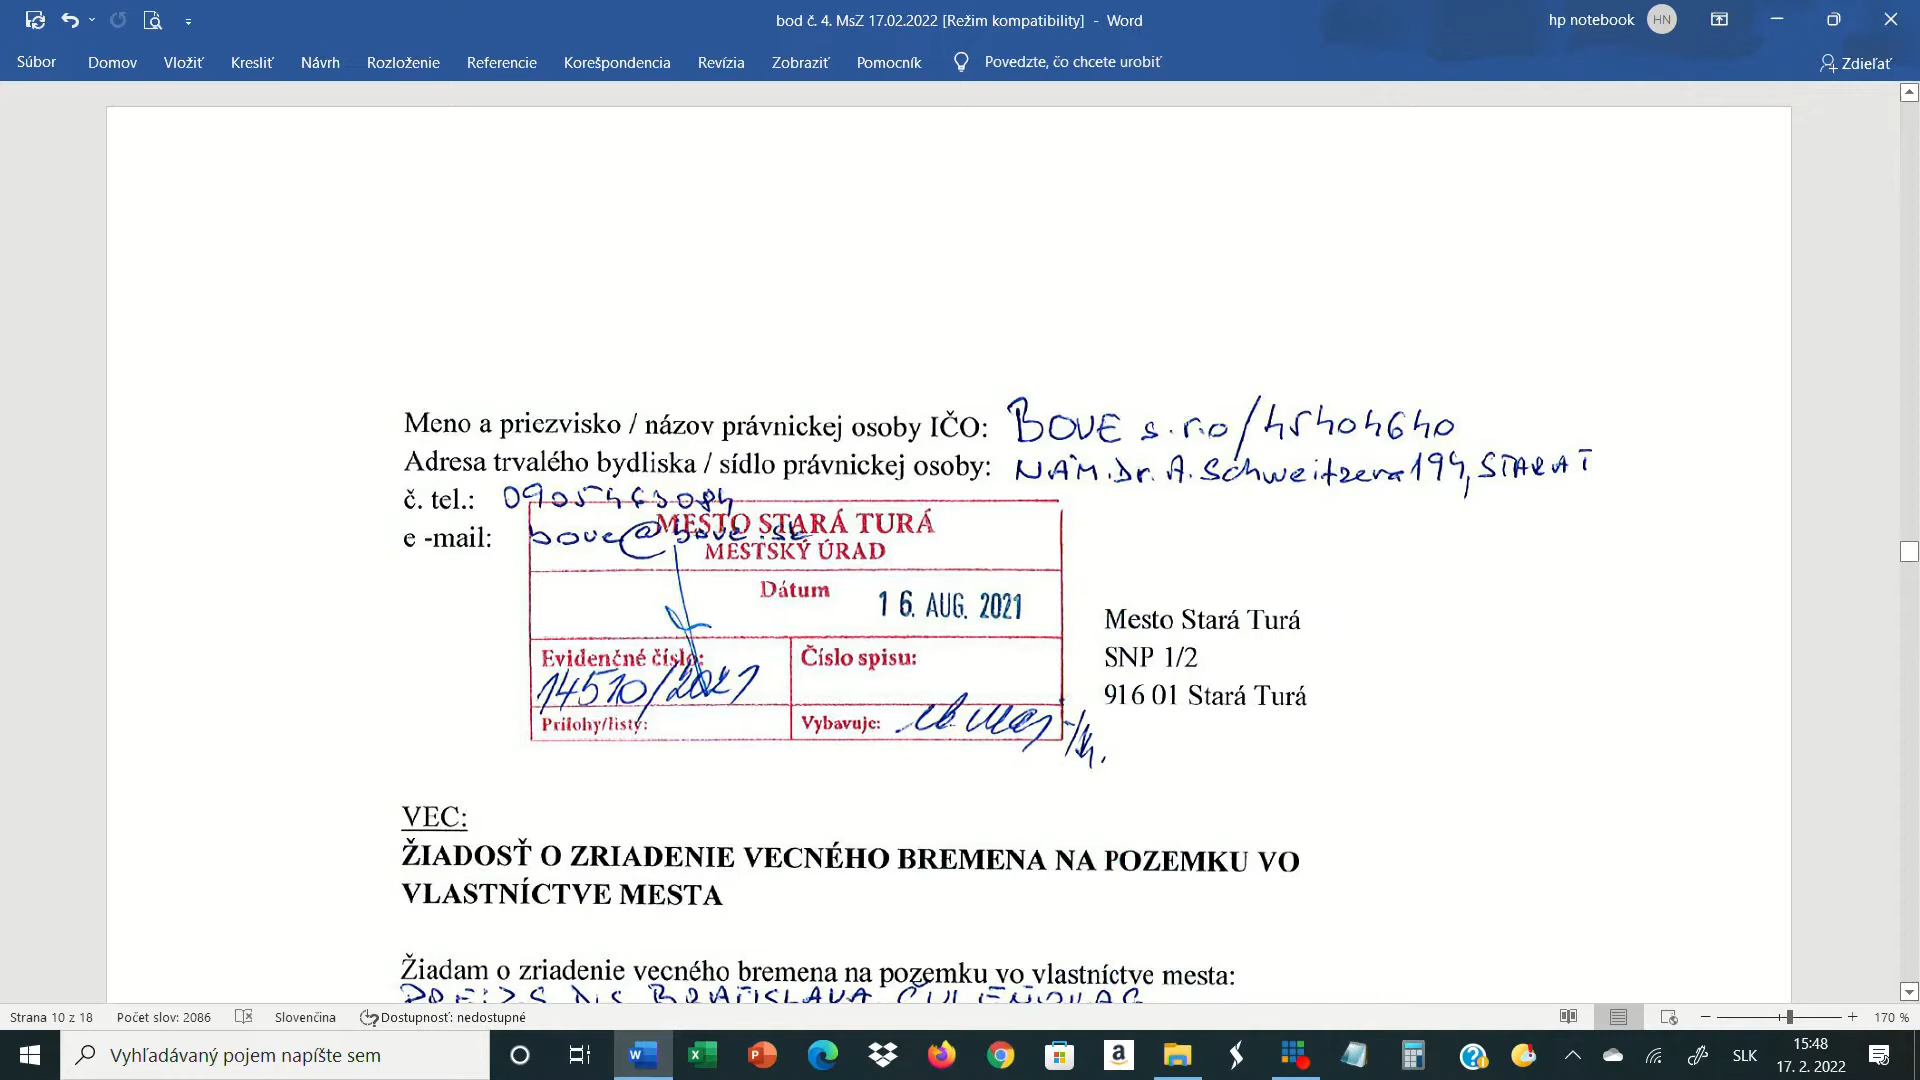 bod č. 4. MsZ 17.02.2022 [Režim kompatibility] - Word
hp notebook HN
Súbor Domov Vložiť Kresliť Návrh Rozloženie Referencie Korešpondencia Revízia Zobraziť Pomocník Povedzte, čo chcete urobiť Zdieľať
Meno a priezvisko / názov právnickej osoby IČO: BOVE s.r.o/45404640
Adresa trvalého bydliska / sídlo právnickej osoby: NÁM. Dr. A. Schweitzera 194, STARÁ T
č. tel.: 0905463084
e -mail: bove@bove.sk
MESTO STARÁ TURÁ
MESTSKÝ ÚRAD
Dátum
16. AUG. 2021
Evidenčné číslo: Číslo spisu:
14510/2021
Prílohy/listy: Vybavuje:
Mesto Stará Turá
SNP 1/2
916 01 Stará Turá
VEC:
ŽIADOSŤ O ZRIADENIE VECNÉHO BREMENA NA POZEMKU VO
VLASTNÍCTVE MESTA
Žiadam o zriadenie vecného bremena na pozemku vo vlastníctve mesta:
BRATISLAVA
Strana 10 z 18 Počet slov: 2086 Slovenčina Dostupnosť: nedostupné 170 %
Vyhľadávaný pojem napíšte sem
SLK
15:48
17. 2. 2022